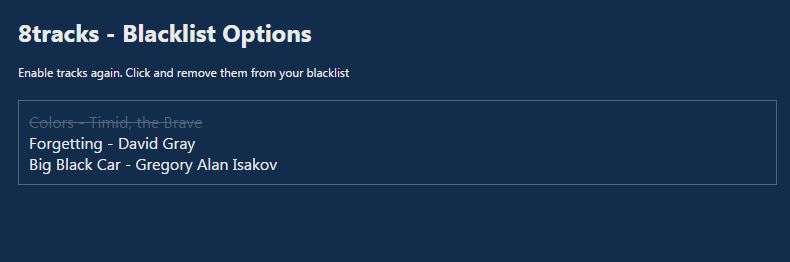 8tracks - Blacklist Options
Enable tracks again. Click and remove them from your blacklist
Colors - Timid, the Brave
Forgetting - David Gray
Big Black Car - Gregory Alan Isakov